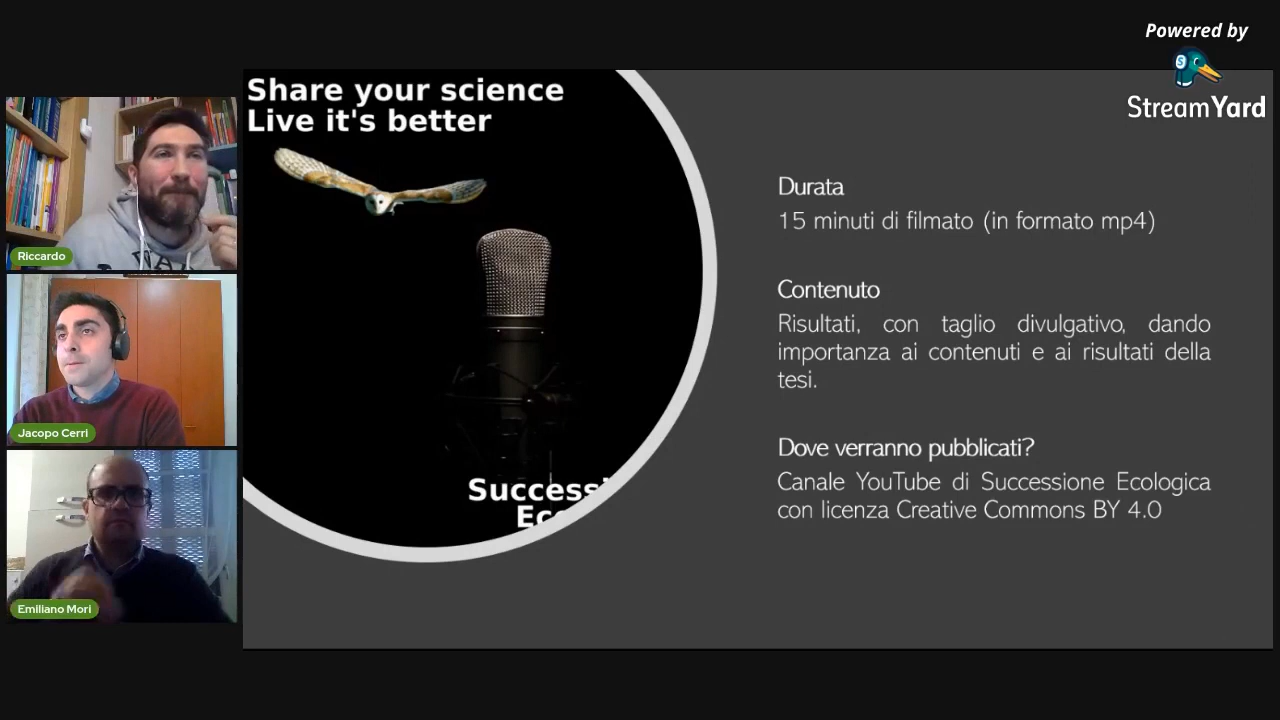 Powered by
StreamYard
Share your science
Live it's better
Riccardo
Jacopo Cerri
Emiliano Mori
Durata
15 minuti di filmato (in formato mp4)
Contenuto
Risultati, con taglio divulgativo, dando
importanza ai contenuti e ai risultati della
tesi.
Dove verranno pubblicati?
Canale YouTube di Successione Ecologica
con licenza Creative Commons BY 4.0